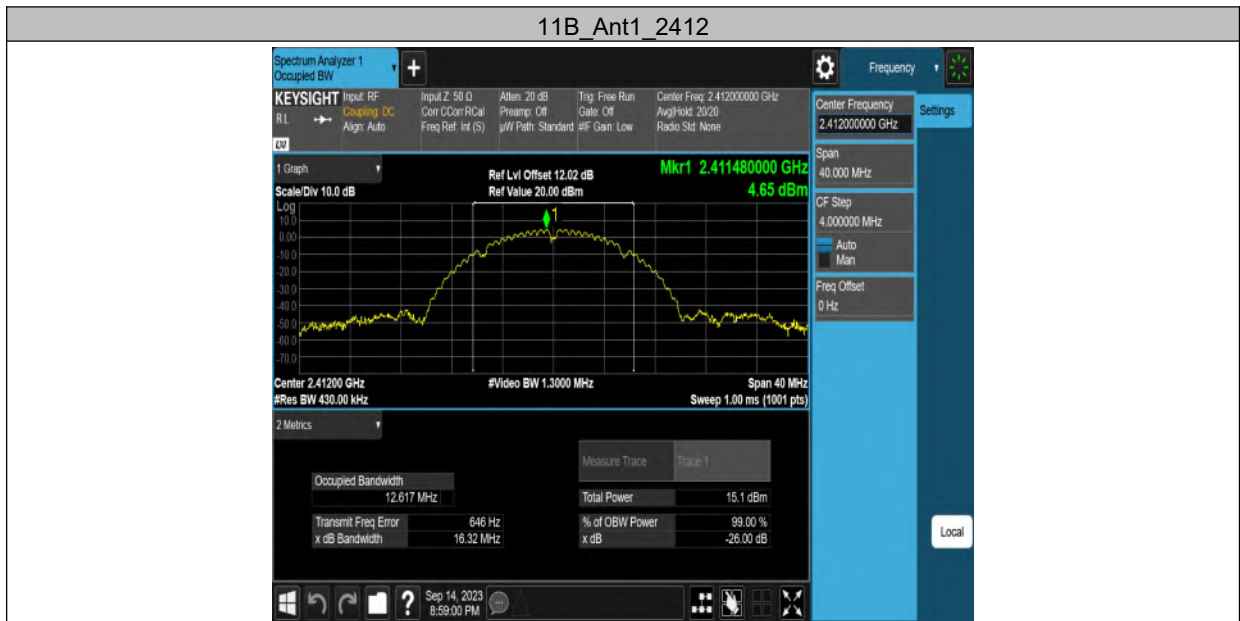 11B_Ant1_2412
Spectrum Analyzer 1
Occupied BW
+
Frequency
KEYSIGHT
RL
Input: RF
Coupling: DC
Align: Auto
Input Z: 50 Ω
Corr CCorr RCal
Freq Ref: Int (S)
Atten: 20 dB
Preamp: Off
µW Path: Standard
Trig: Free Run
Gate: Off
#IF Gain: Low
Center Freq: 2.412000000 GHz
Avg|Hold: 20/20
Radio Std: None
Center Frequency
2.412000000 GHz
Settings
Span
40.000 MHz
CF Step
4.000000 MHz
Auto
Man
Freq Offset
0 Hz
1 Graph
Scale/Div 10.0 dB
Ref Lvl Offset 12.02 dB
Ref Value 20.00 dBm
Mkr1 2.411480000 GHz
4.65 dBm
Log
10.0
0.00
-10.0
-20.0
-30.0
-40.0
-50.0
-60.0
-70.0
1
Center 2.41200 GHz
#Res BW 430.00 kHz
#Video BW 1.3000 MHz
Span 40 MHz
Sweep 1.00 ms (1001 pts)
2 Metrics
Measure Trace Trace 1
Occupied Bandwidth
12.617 MHz
Total Power 15.1 dBm
Transmit Freq Error 646 Hz
% of OBW Power 99.00 %
x dB Bandwidth 16.32 MHz
x dB -26.00 dB
Local
?
Sep 14, 2023
8:59:00 PM